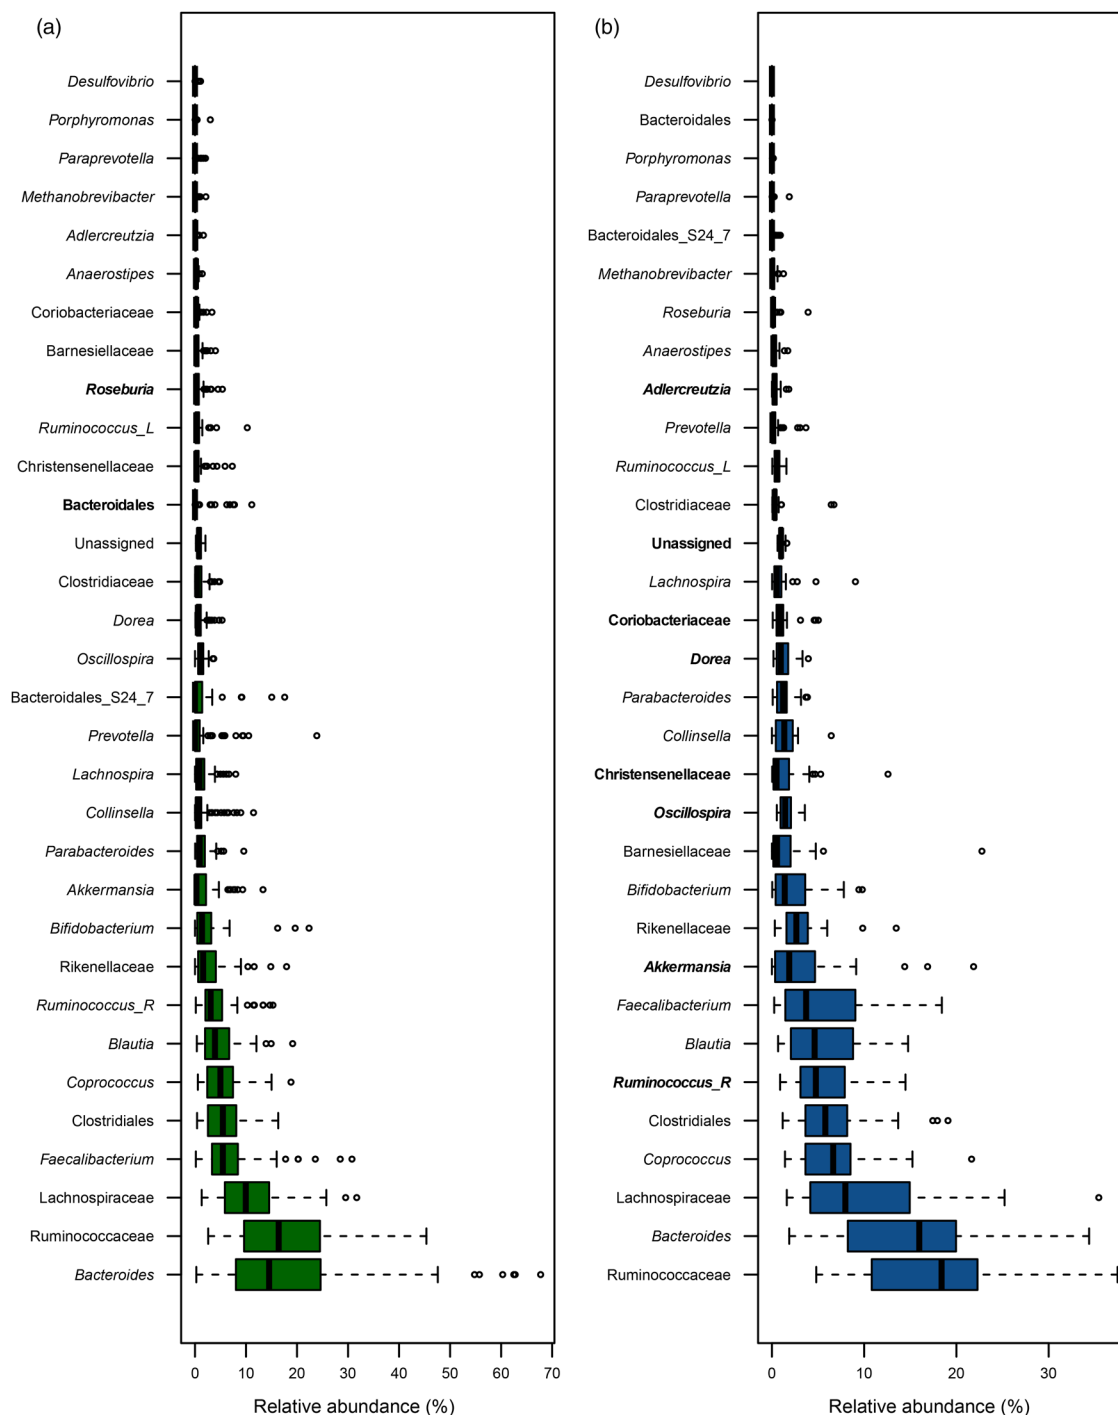 (a)
Desulfovibrio
Porphyromonas
Paraprevotella
Methanobrevibacter
Adlercreutzia
Anaerostipes
Coriobacteriaceae
Barnesiellaceae
Roseburia
Ruminococcus_L
Christensenellaceae
Bacteroidales
Unassigned
Clostridiaceae
Dorea
Oscillospira
Bacteroidales_S24_7
Prevotella
Lachnospira
Collinsella
Parabacteroides
Akkermansia
Bifidobacterium
Rikenellaceae
Ruminococcus_R
Blautia
Coprococcus
Clostridiales
Faecalibacterium
Lachnospiraceae
Ruminococcaceae
Bacteroides
0 10 20 30 40 50 60 70
Relative abundance (%)
(b)
Desulfovibrio
Bacteroidales
Porphyromonas
Paraprevotella
Bacteroidales_S24_7
Methanobrevibacter
Roseburia
Anaerostipes
Adlercreutzia
Prevotella
Ruminococcus_L
Clostridiaceae
Unassigned
Lachnospira
Coriobacteriaceae
Dorea
Parabacteroides
Collinsella
Christensenellaceae
Oscillospira
Barnesiellaceae
Bifidobacterium
Rikenellaceae
Akkermansia
Faecalibacterium
Blautia
Ruminococcus_R
Clostridiales
Coprococcus
Lachnospiraceae
Bacteroides
Ruminococcaceae
0 10 20 30
Relative abundance (%)